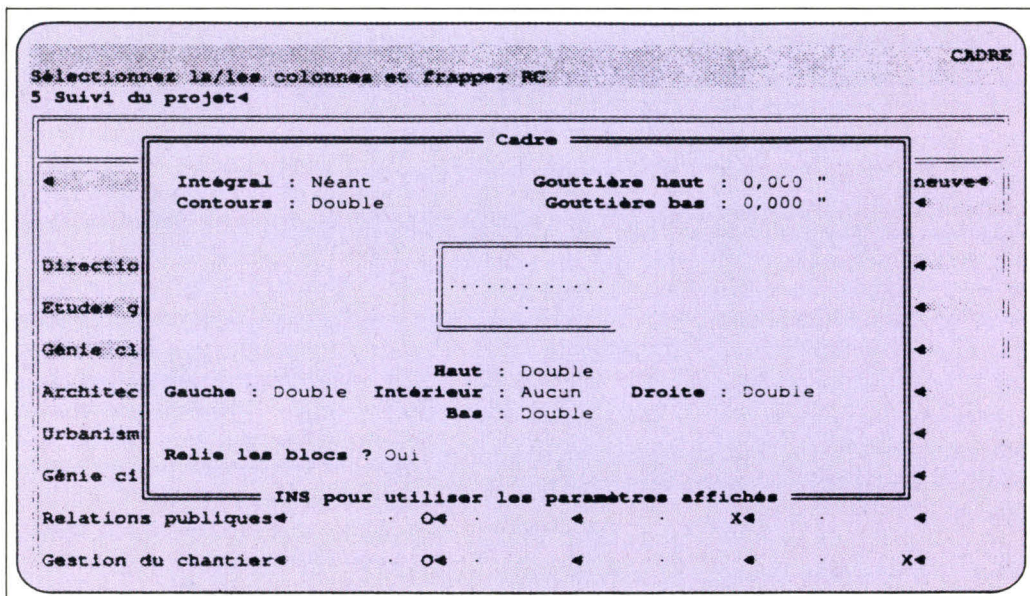 CADRE
Sélectionnez la/les colonnes et frappez RC
5 Suivi du projet◄
Cadre
Intégral : Néant Gouttière haut : 0,000 "
neuve◄
Contours : Double Gouttière bas : 0,000 "
Directio
Etudes g
Génie cl
Haut : Double
Architec Gauche : Double Intérieur : Aucun Droite : Double
Bas : Double
Urbanism
Relie les blocs ? Oui
Génie ci
INS pour utiliser les paramètres affichés
Relations publiques◄ O◄ ◄ X◄ ◄
Gestion du chantier◄ O◄ ◄ ◄ X◄